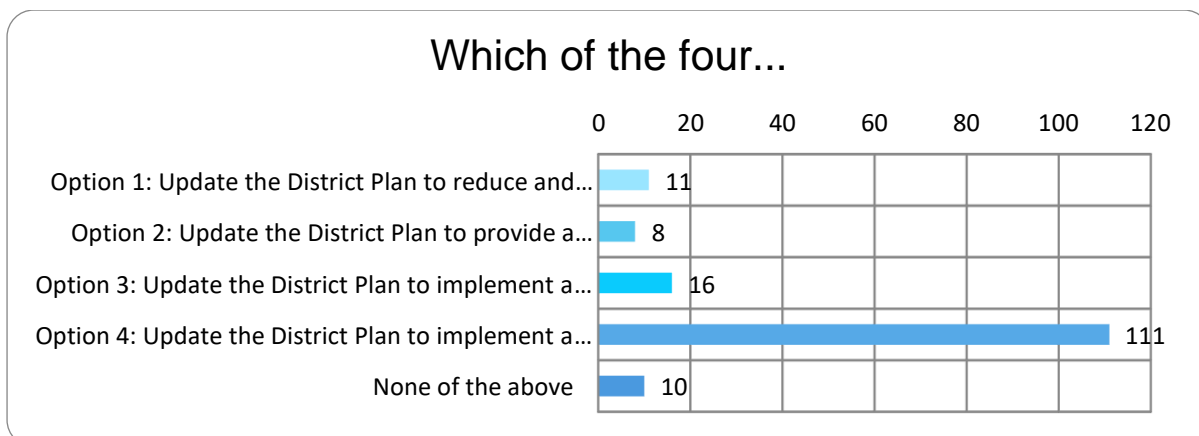 Which of the four...
0 20 40 60 80 100 120
Option 1: Update the District Plan to reduce and... 11
Option 2: Update the District Plan to provide a... 8
Option 3: Update the District Plan to implement a... 16
Option 4: Update the District Plan to implement a... 111
None of the above 10